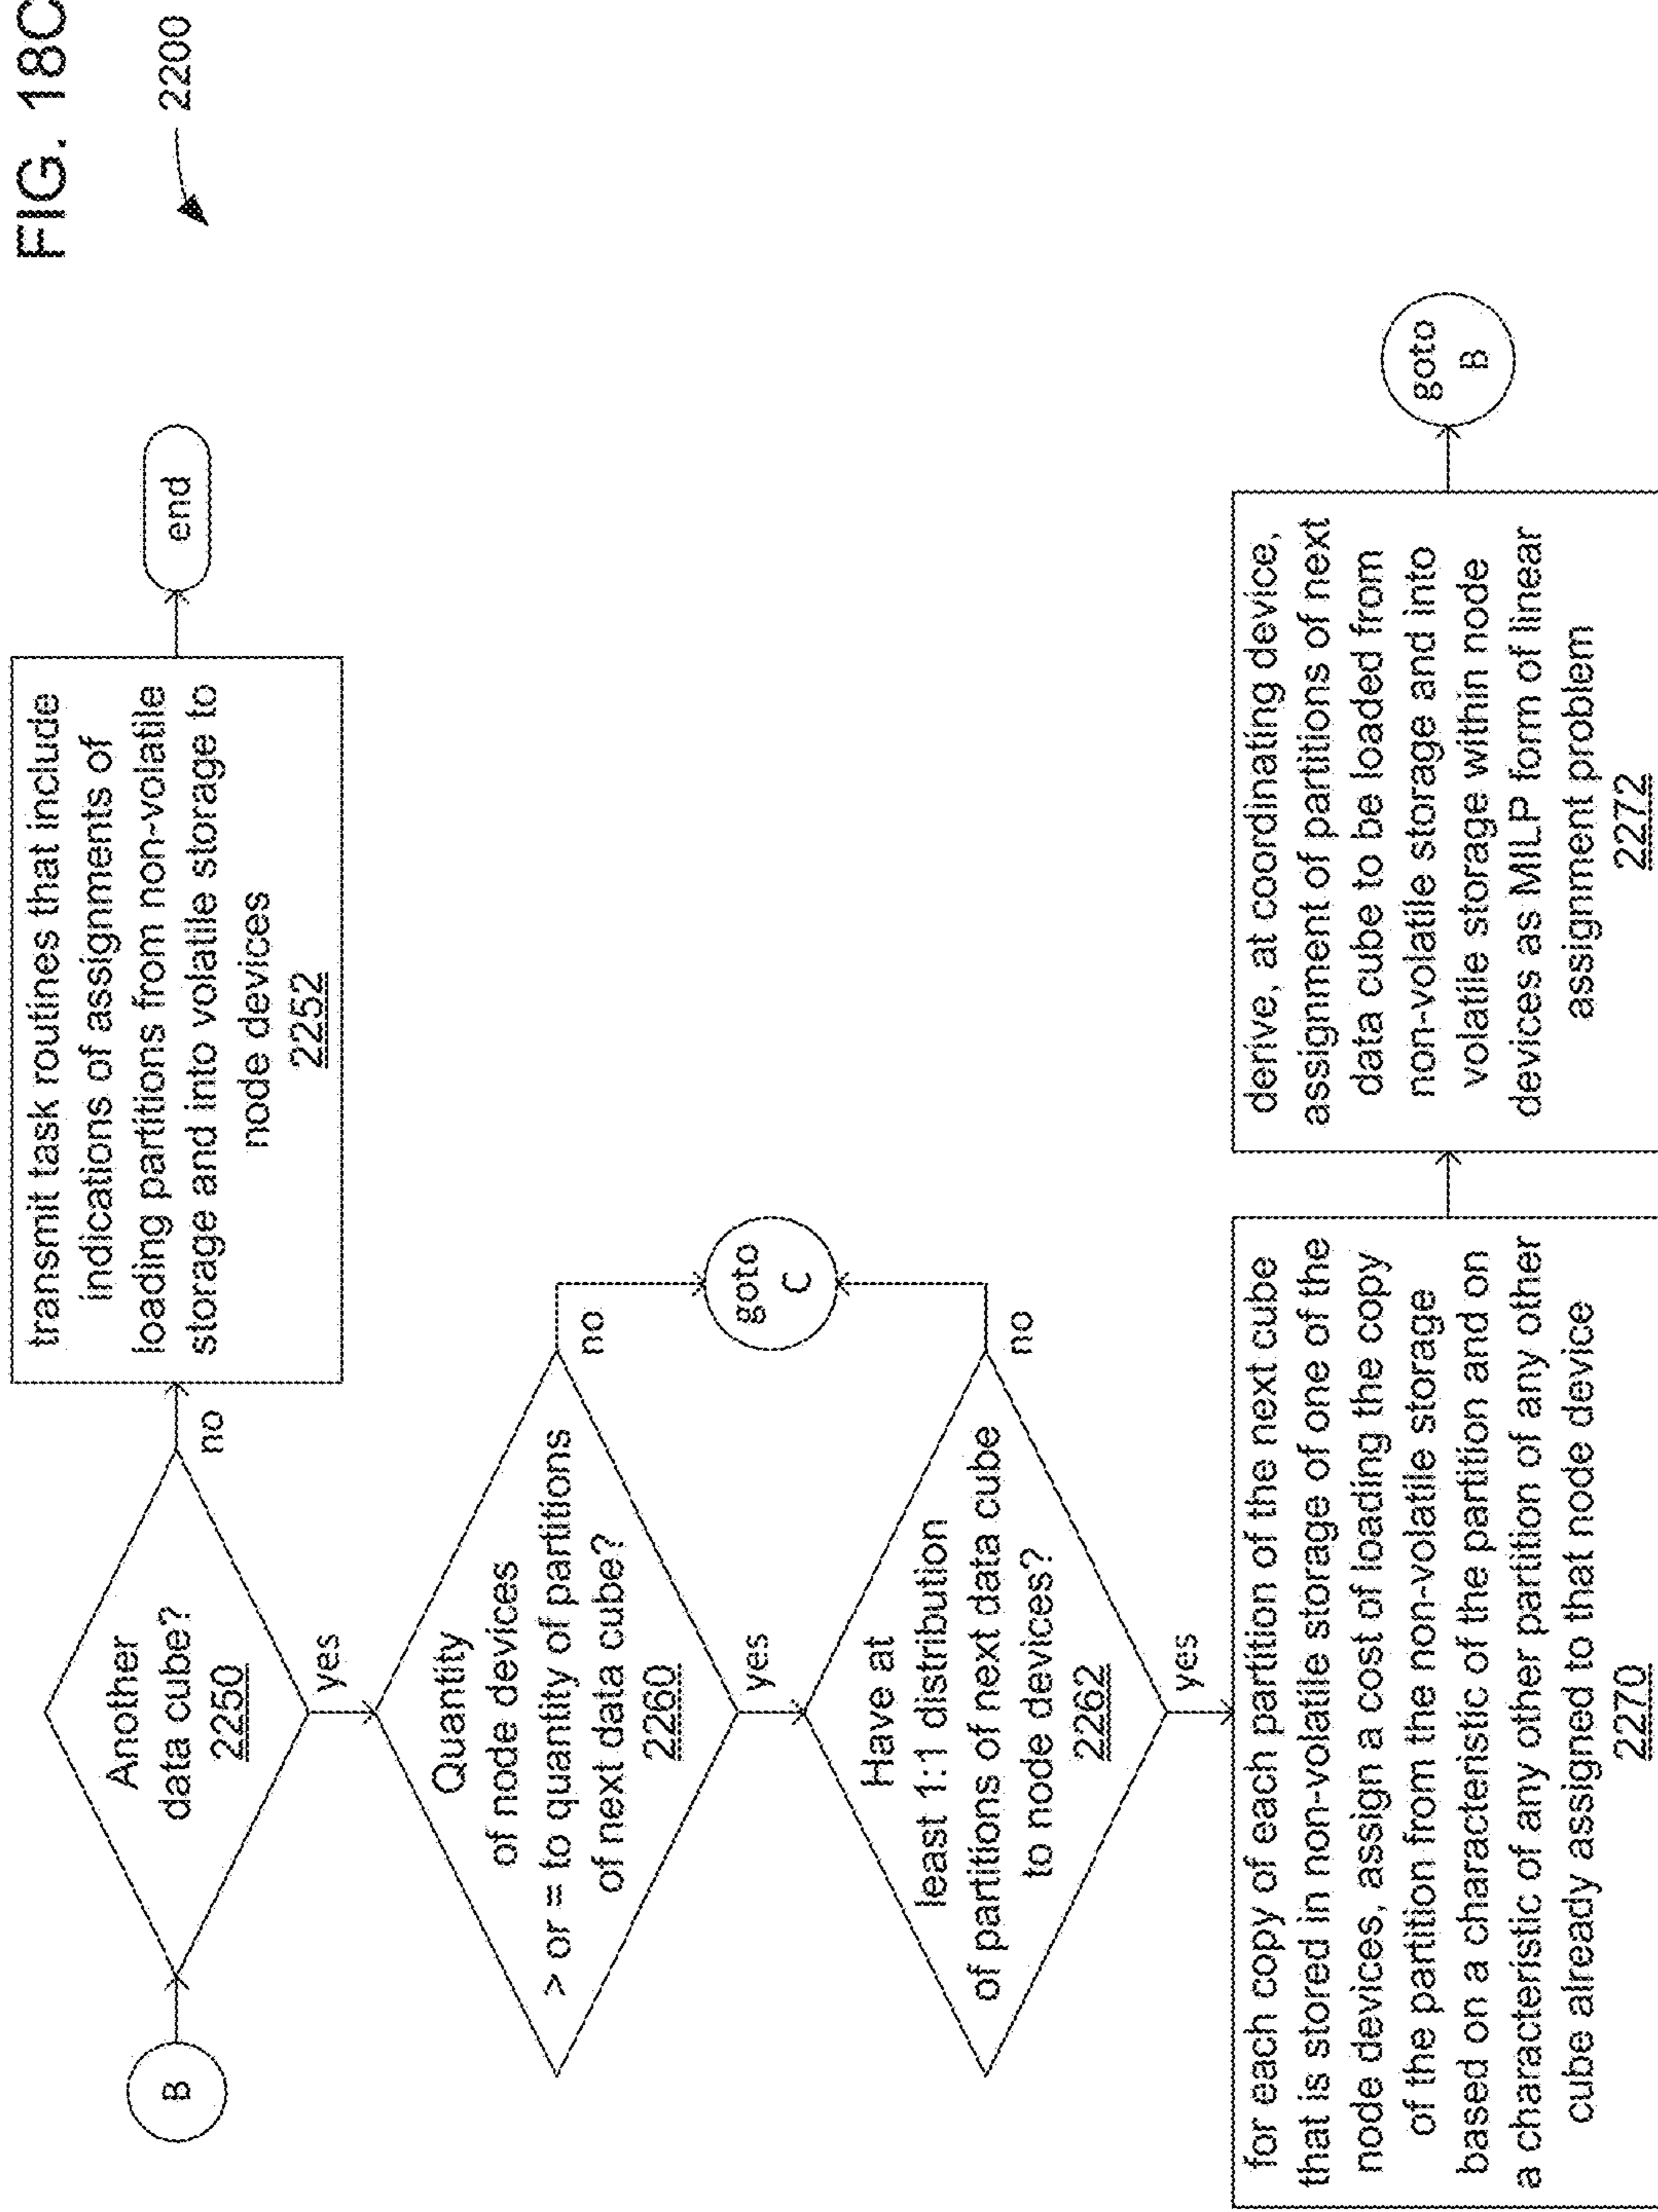 FIG. 18C
2200
B
Another
data cube?
2250
no
transmit task routines that include
indications of assignments of
loading partitions from non-volatile
storage and into volatile storage to
node devices
2252
end
yes
Quantity
of node devices
> or = to quantity of partitions
of next data cube?
2260
no
goto
C
yes
Have at
least 1:1 distribution
of partitions of next data cube
to node devices?
2262
no
yes
for each copy of each partition of the next cube
that is stored in non-volatile storage of one of the
node devices, assign a cost of loading the copy
of the partition from the non-volatile storage
based on a characteristic of the partition and on
a characteristic of any other partition of any other
cube already assigned to that node device
2270
derive, at coordinating device,
assignment of partitions of next
data cube to be loaded from
non-volatile storage and into
volatile storage within node
devices as MILP form of linear
assignment problem
2272
goto
B